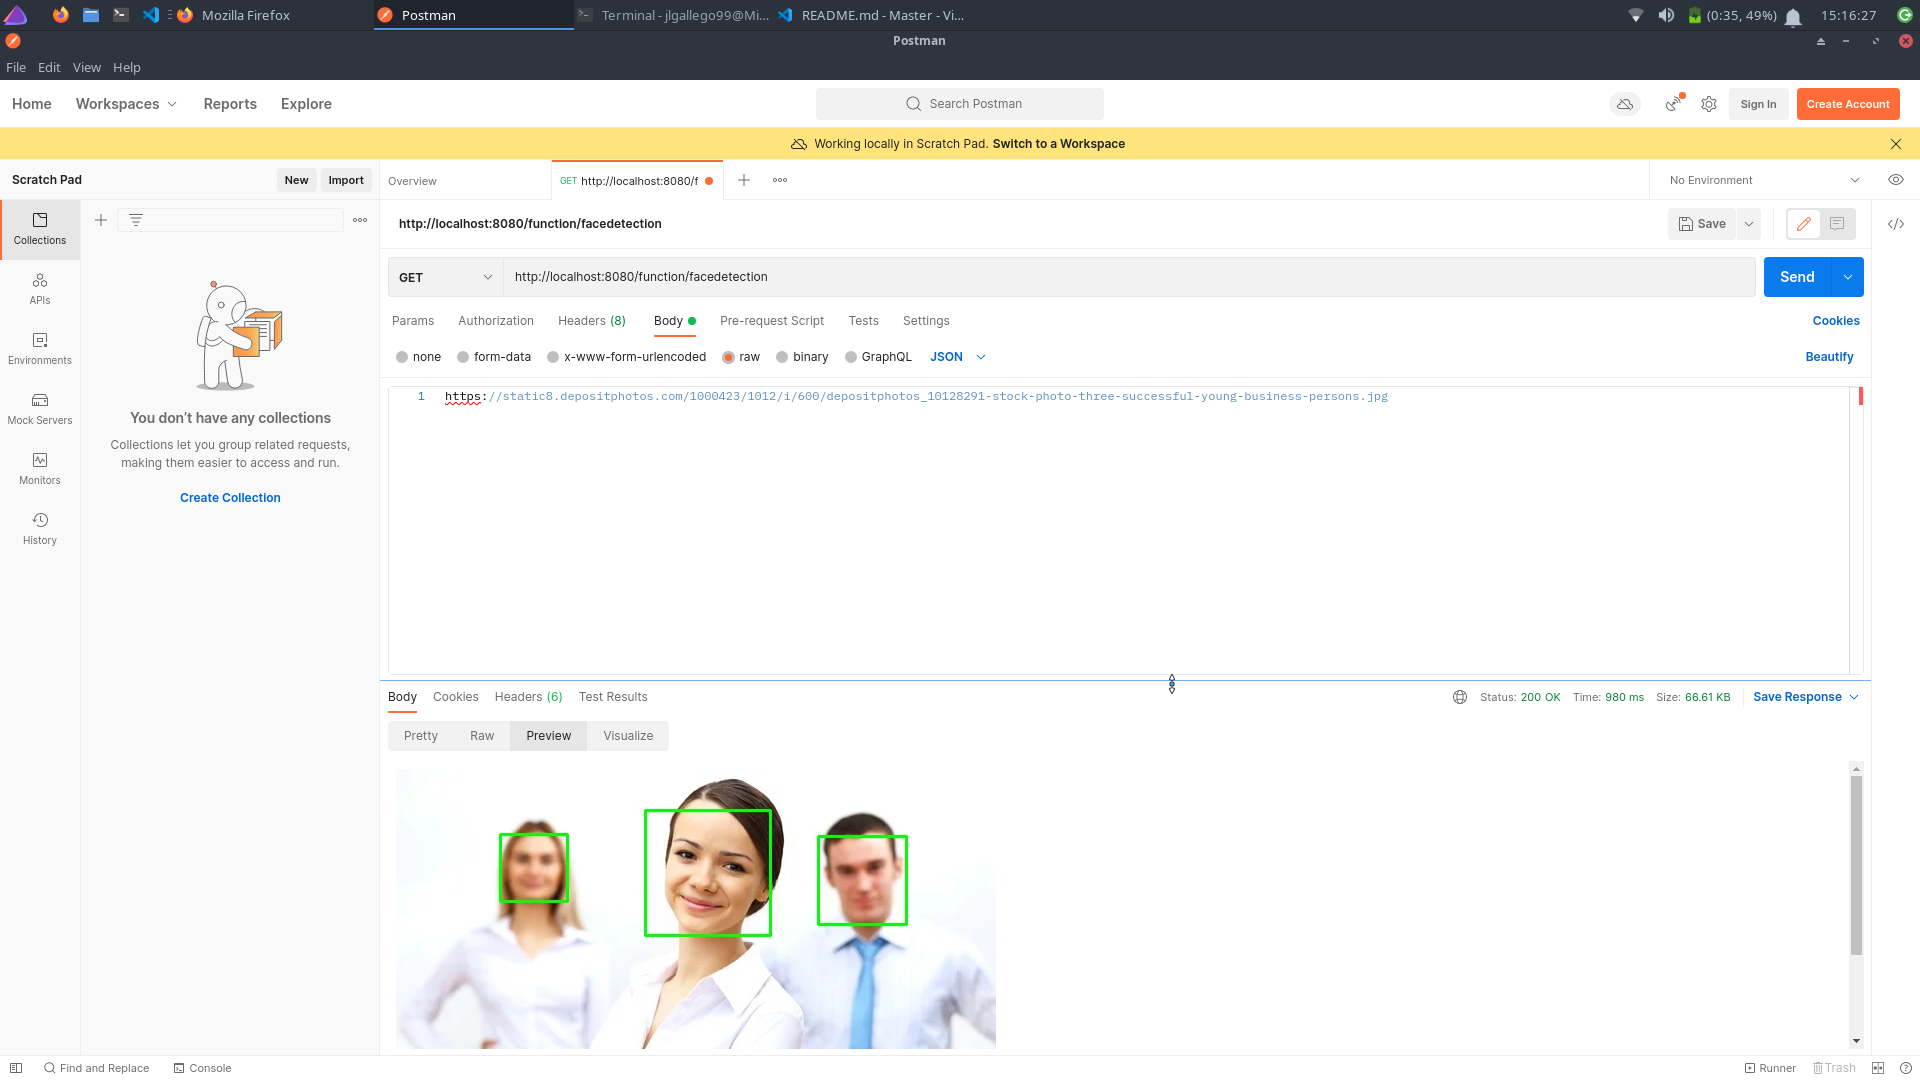 Mozilla Firefox
Postman
Terminal - jlgallego99@Mi...
README.md - Master - Vi...
(0:35, 49%)
15:16:27
Postman
File Edit View Help
Home Workspaces Reports Explore
Search Postman
Sign In
Create Account
Working locally in Scratch Pad. Switch to a Workspace
Scratch Pad
New
Import
Overview
GET http://localhost:8080/f
No Environment
Collections
APIs
Environments
Mock Servers
Monitors
History
You don’t have any collections
Collections let you group related requests,
making them easier to access and run.
Create Collection
http://localhost:8080/function/facedetection
Save
GET
http://localhost:8080/function/facedetection
Send
Params Authorization Headers (8) Body Pre-request Script Tests Settings
Cookies
none form-data x-www-form-urlencoded raw binary GraphQL JSON
Beautify
1 https://static8.depositphotos.com/1000423/1012/i/600/depositphotos_10128291-stock-photo-three-successful-young-business-persons.jpg
Body Cookies Headers (6) Test Results
Status: 200 OK Time: 980 ms Size: 66.61 KB
Save Response
Pretty Raw Preview Visualize
Find and Replace
Console
Runner
Trash